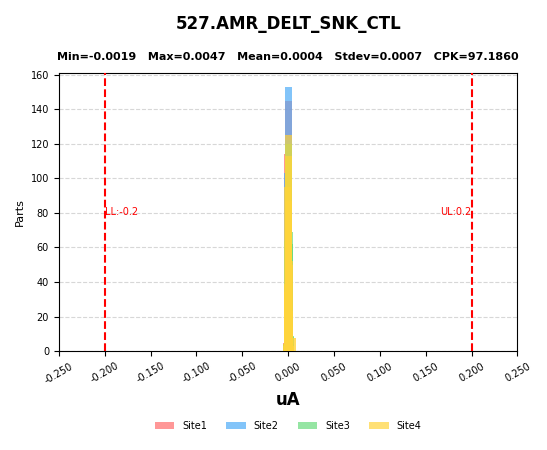 527.AMR_DELT_SNK_CTL
Min=-0.0019 Max=0.0047 Mean=0.0004 Stdev=0.0007 CPK=97.1860
160
140
120
100
80
60
40
20
0
Parts
LL:-0.2
UL:0.2
-0.250
-0.200
-0.150
-0.100
-0.050
0.000
0.050
0.100
0.150
0.200
0.250
uA
Site1 Site2 Site3 Site4